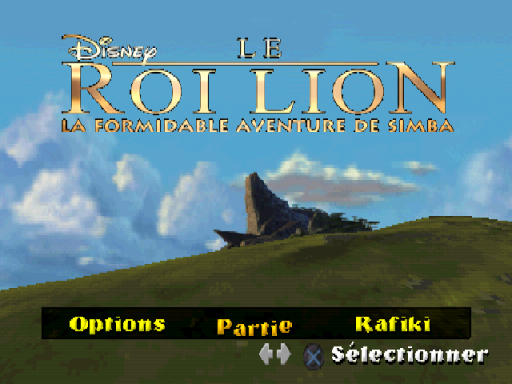 Disney
LE
ROI LION
LA FORMIDABLE AVENTURE DE SIMBA
Options Partie Rafiki
Sélectionner